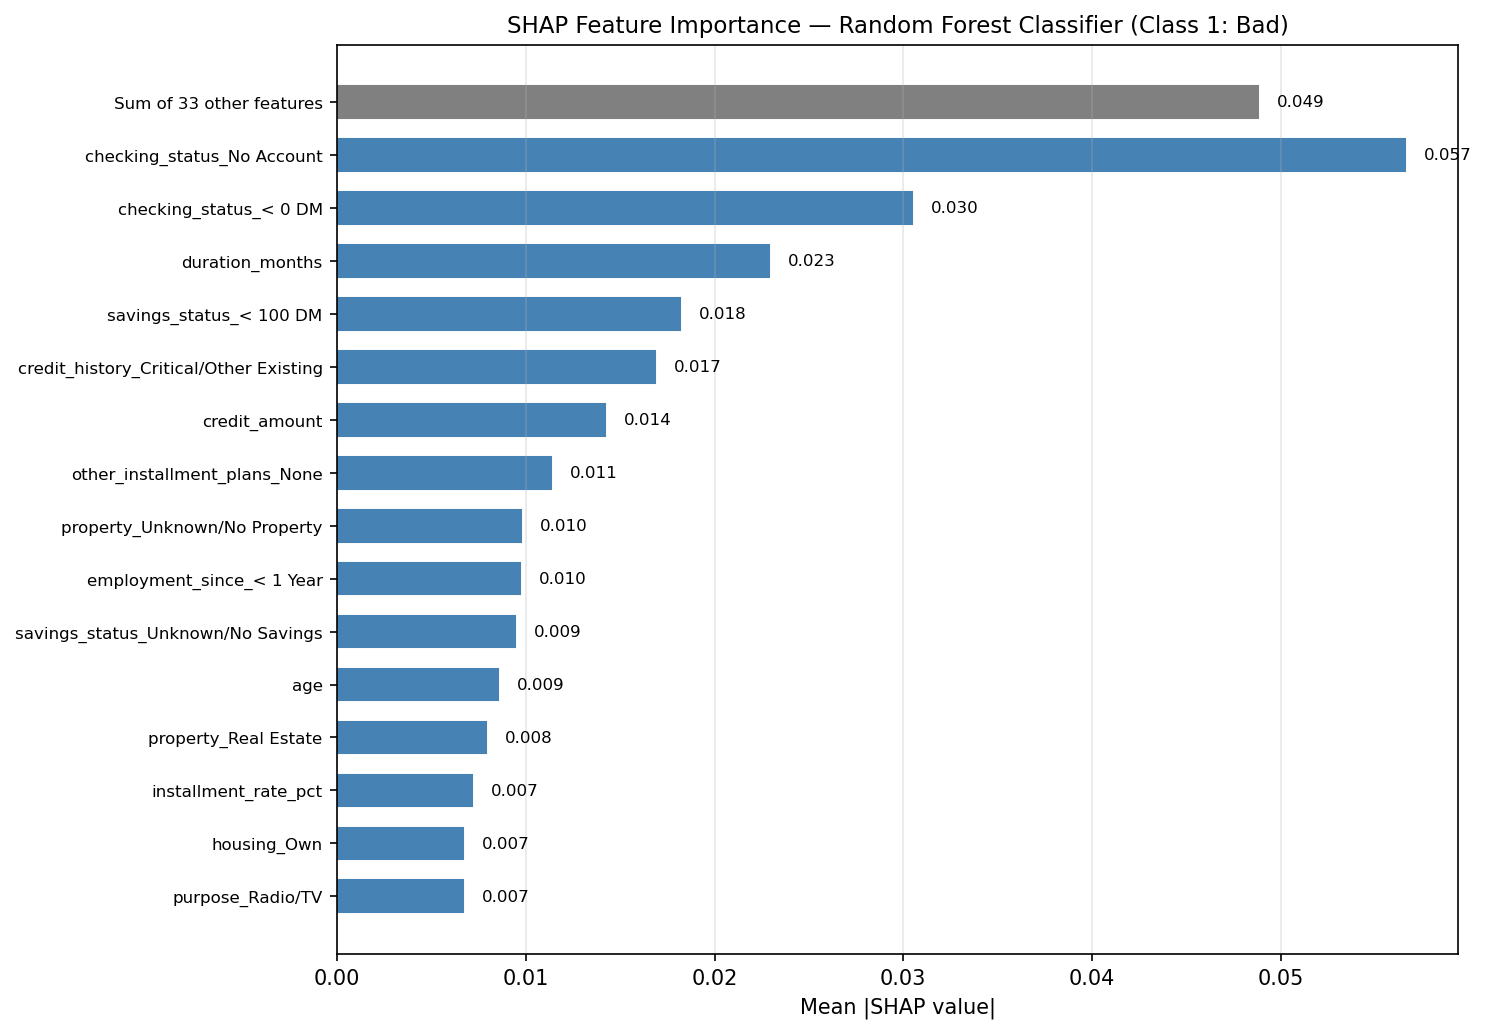 SHAP Feature Importance — Random Forest Classifier (Class 1: Bad)
Sum of 33 other features 0.049
checking_status_No Account 0.057
checking_status_< 0 DM 0.030
duration_months 0.023
savings_status_< 100 DM 0.018
credit_history_Critical/Other Existing 0.017
credit_amount 0.014
other_installment_plans_None 0.011
property_Unknown/No Property 0.010
employment_since_< 1 Year 0.010
savings_status_Unknown/No Savings 0.009
age 0.009
property_Real Estate 0.008
installment_rate_pct 0.007
housing_Own 0.007
purpose_Radio/TV 0.007
0.00 0.01 0.02 0.03 0.04 0.05
Mean |SHAP value|